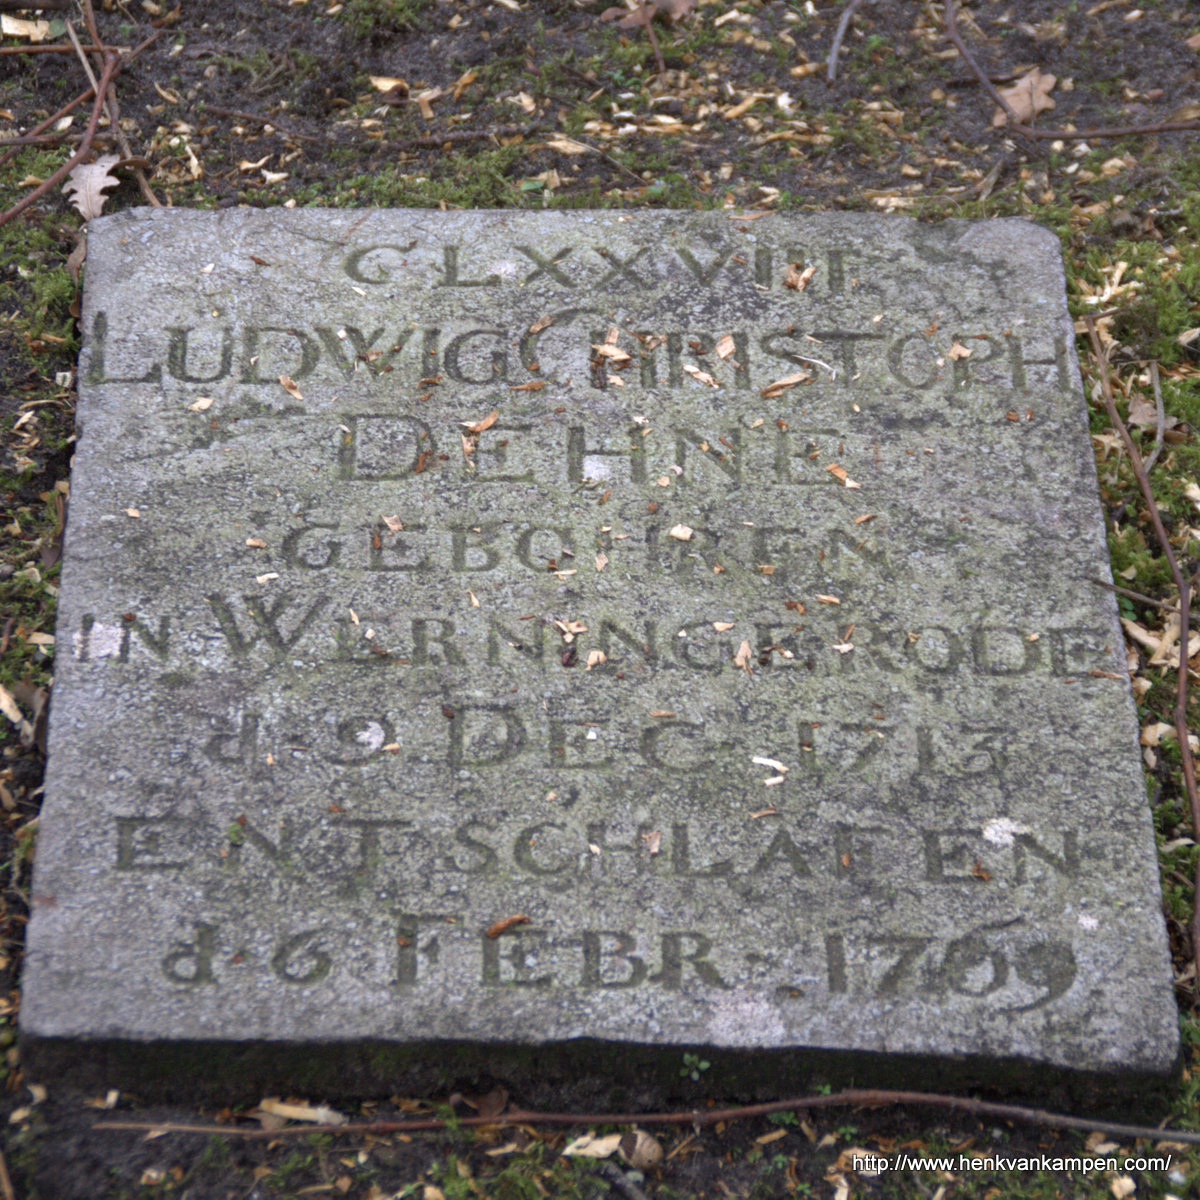 CLXXVIII
LUDWIG CHRISTOPH
DEHNE
GEBOHREN
IN WERNINGERODE
d. 9. DEC. 1713
ENTSCHLAFEN
d. 6 FEBR. 1769
http://www.henkvankampen.com/